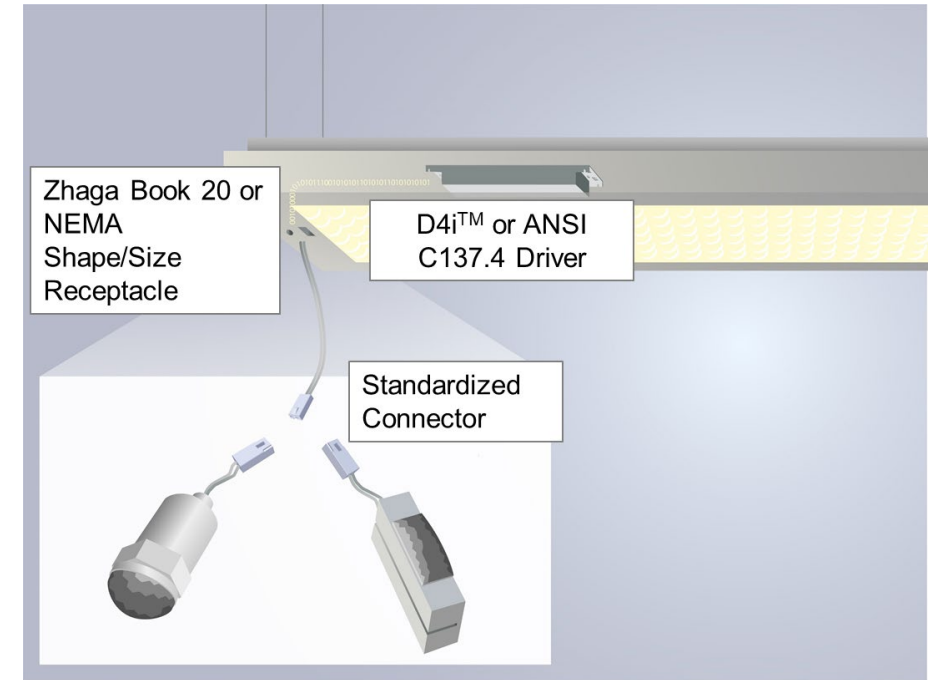 Zhaga Book 20 or
NEMA
Shape/Size
Receptacle
D4i™ or ANSI
C137.4 Driver
Standardized
Connector